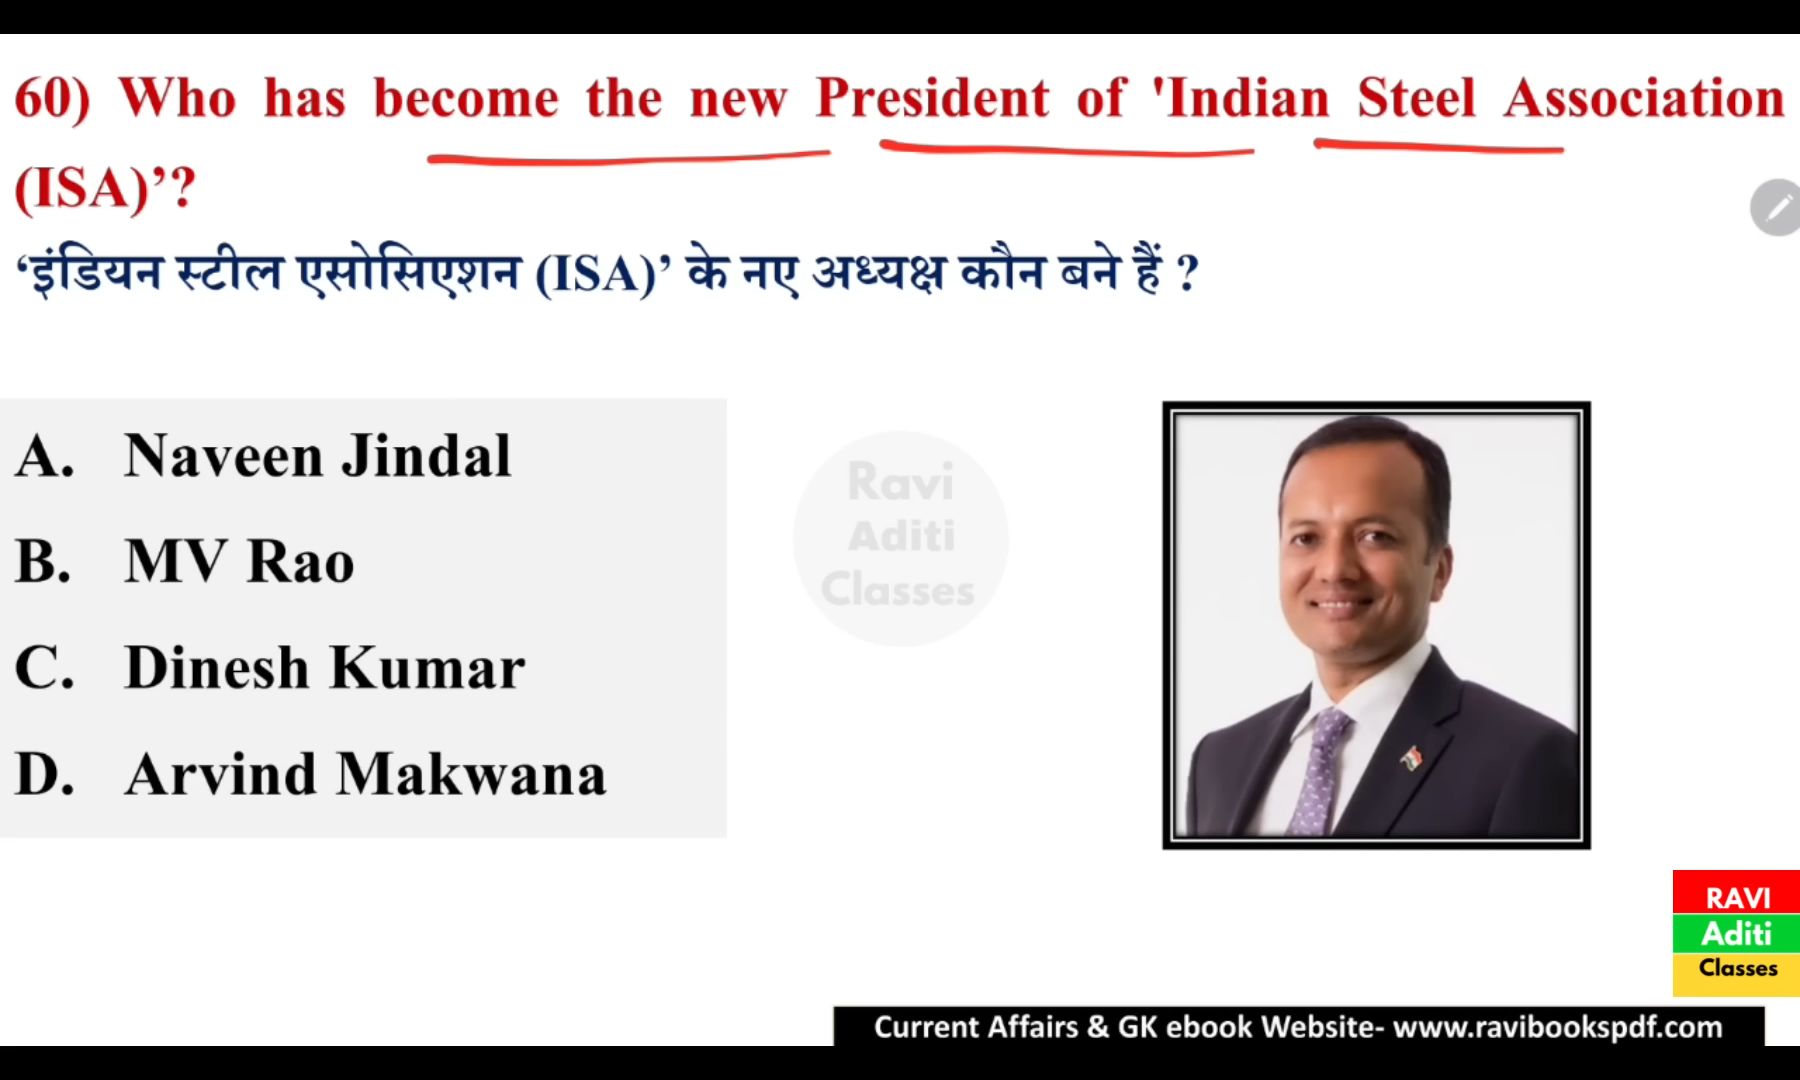 60) Who has become the new President of 'Indian Steel Association
(ISA)’?
‘इंडियन स्टील एसोसिएशन (ISA)’ के नए अध्यक्ष कौन बने हैं ?
A. Naveen Jindal
B. MV Rao
C. Dinesh Kumar
D. Arvind Makwana
Ravi
Aditi
Classes
RAVI
Aditi
Classes
Current Affairs & GK ebook Website- www.ravibookspdf.com